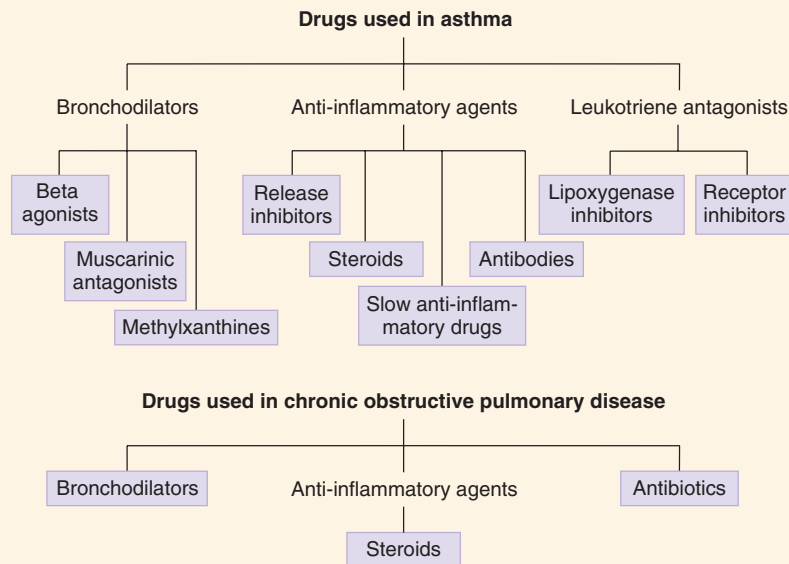 Drugs used in asthma
Bronchodilators
Anti-inflammatory agents
Leukotriene antagonists
Beta
agonists
Muscarinic
antagonists
Methylxanthines
Release
inhibitors
Steroids
Slow anti-inflam-
matory drugs
Antibodies
Lipoxygenase
inhibitors
Receptor
inhibitors
Drugs used in chronic obstructive pulmonary disease
Bronchodilators
Anti-inflammatory agents
Antibiotics
Steroids